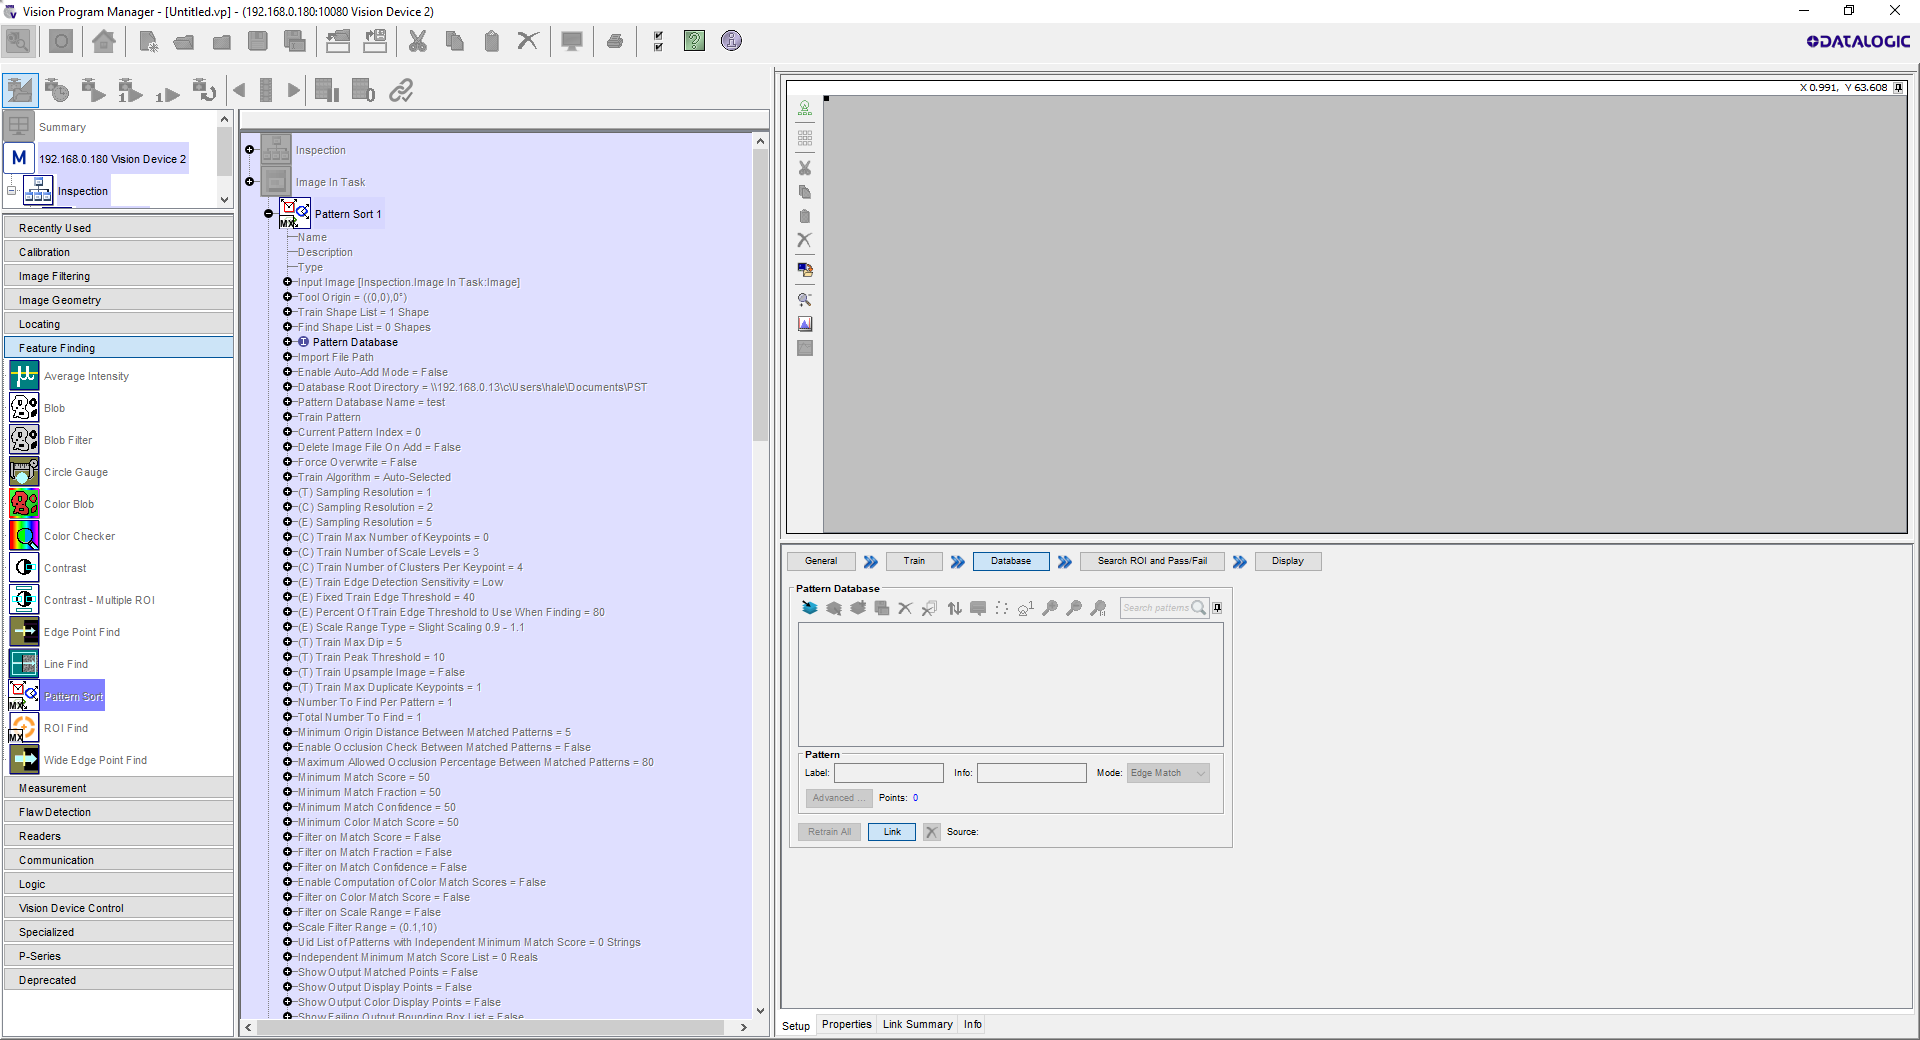 Vision Program Manager - [Untitled.vp] - (192.168.0.180:10080 Vision Device 2)
DATALOGIC
X 0.991, Y 63.608
Summary
M 192.168.0.180 Vision Device 2
Inspection
Recently Used
Calibration
Image Filtering
Image Geometry
Locating
Feature Finding
Average Intensity
Blob
Blob Filter
Circle Gauge
Color Blob
Color Checker
Contrast
Contrast - Multiple ROI
Edge Point Find
Line Find
MX Pattern Sort
MX ROI Find
Wide Edge Point Find
Measurement
Flaw Detection
Readers
Communication
Logic
Vision Device Control
Specialized
P-Series
Deprecated
Inspection
Image In Task
MX Pattern Sort 1
Name
Description
Type
Input Image [Inspection.Image In Task:Image]
Tool Origin = ((0,0),0°)
Train Shape List = 1 Shape
Find Shape List = 0 Shapes
I Pattern Database
Import File Path
Enable Auto-Add Mode = False
Database Root Directory = \\192.168.0.13\c\Users\hale\Documents\PST
Pattern Database Name = test
Train Pattern
Current Pattern Index = 0
Delete Image File On Add = False
Force Overwrite = False
Train Algorithm = Auto-Selected
(T) Sampling Resolution = 1
(C) Sampling Resolution = 2
(E) Sampling Resolution = 5
(C) Train Max Number of Keypoints = 0
(C) Train Number of Scale Levels = 3
(C) Train Number of Clusters Per Keypoint = 4
(E) Train Edge Detection Sensitivity = Low
(E) Fixed Train Edge Threshold = 40
(E) Percent Of Train Edge Threshold to Use When Finding = 80
(E) Scale Range Type = Slight Scaling 0.9 - 1.1
(T) Train Max Dip = 5
(T) Train Peak Threshold = 10
(T) Train Upsample Image = False
(T) Train Max Duplicate Keypoints = 1
Number To Find Per Pattern = 1
Total Number To Find = 1
Minimum Origin Distance Between Matched Patterns = 5
Enable Occlusion Check Between Matched Patterns = False
Maximum Allowed Occlusion Percentage Between Matched Patterns = 80
Minimum Match Score = 50
Minimum Match Fraction = 50
Minimum Match Confidence = 50
Minimum Color Match Score = 50
Filter on Match Score = False
Filter on Match Fraction = False
Filter on Match Confidence = False
Enable Computation of Color Match Scores = False
Filter on Color Match Score = False
Filter on Scale Range = False
Scale Filter Range = (0.1,10)
Uid List of Patterns with Independent Minimum Match Score = 0 Strings
Independent Minimum Match Score List = 0 Reals
Show Output Matched Points = False
Show Output Display Points = False
Show Output Color Display Points = False
Show Failing Output Bounding Box List = False
General Train Database Search ROI and Pass/Fail Display
Pattern Database
Search patterns
Pattern
Label: Info: Mode: Edge Match
Advanced ... Points: 0
Retrain All Link Source:
Setup Properties Link Summary Info